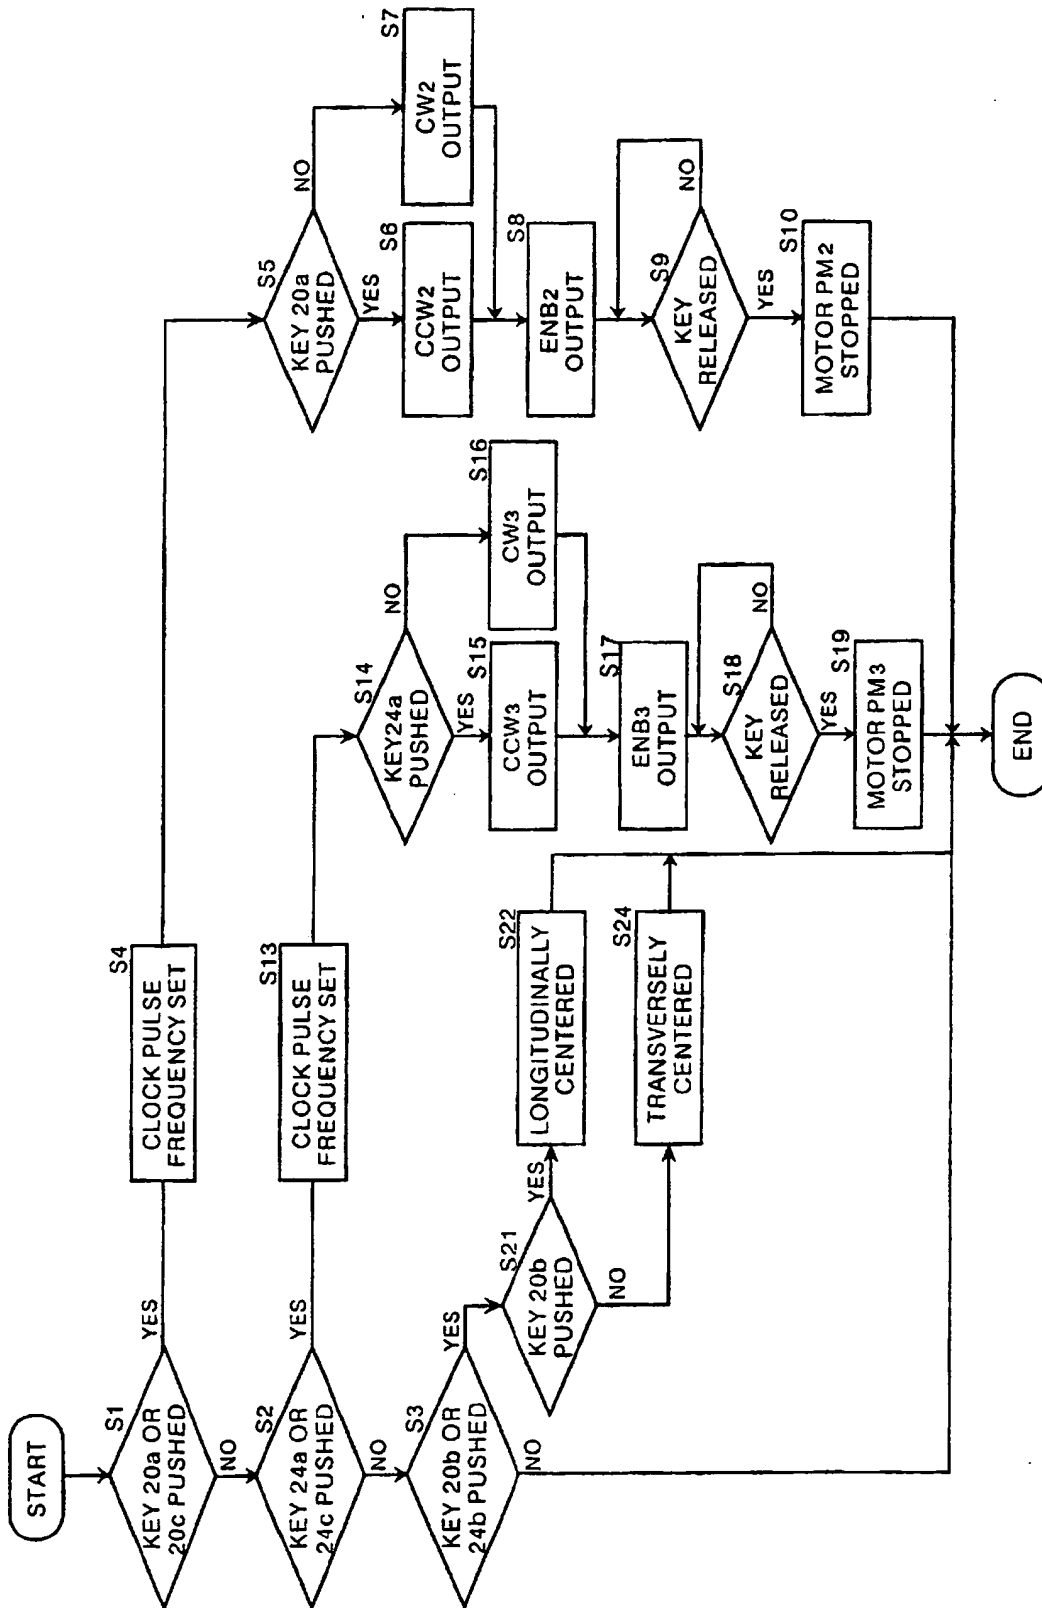 START
S1
KEY 20a OR
20c PUSHED
YES
NO
S4
CLOCK PULSE
FREQUENCY SET
S5
KEY 20a
PUSHED
YES
NO
S6
CCW2
OUTPUT
S7
CW2
OUTPUT
S8
ENB2
OUTPUT
S9
KEY
RELEASED
NO
YES
S10
MOTOR PM2
STOPPED
S2
KEY 24a OR
24c PUSHED
YES
NO
S13
CLOCK PULSE
FREQUENCY SET
S14
KEY24a
PUSHED
YES
NO
S15
CCW3
OUTPUT
S16
CW3
OUTPUT
S17
ENB3
OUTPUT
S18
KEY
RELEASED
NO
YES
S19
MOTOR PM3
STOPPED
S3
KEY 20b OR
24b PUSHED
YES
NO
S21
KEY 20b
PUSHED
YES
NO
S22
LONGITUDINALLY
CENTERED
S24
TRANSVERSELY
CENTERED
END